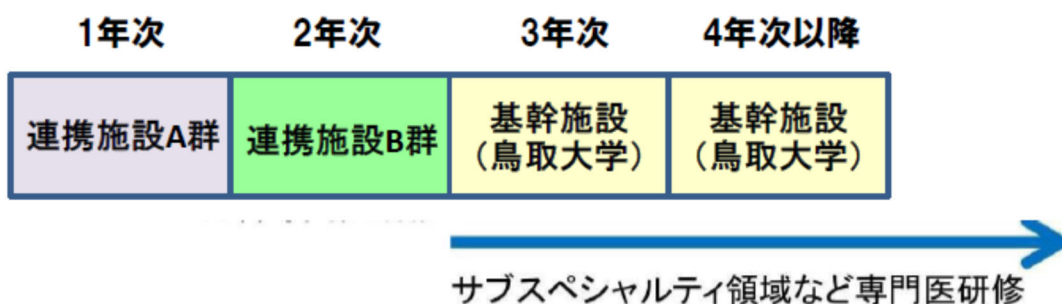 1年次 2年次 3年次 4年次以降
連携施設A群 連携施設B群 基幹施設 基幹施設
（鳥取大学） （鳥取大学）
サブスペシャルティ領域など専門医研修